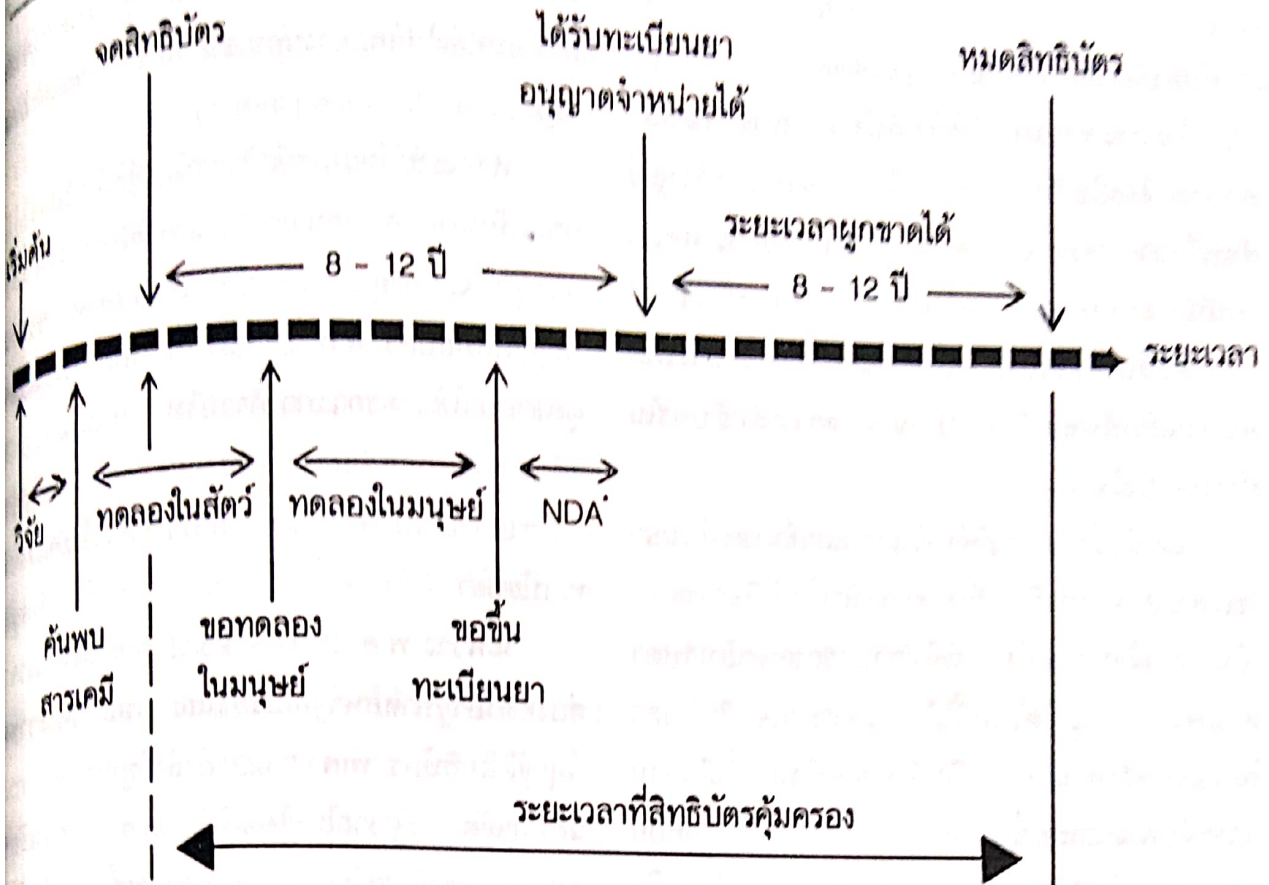 จดสิทธิบัตร
ได้รับทะเบียนยา
อนุญาตจำหน่ายได้
หมดสิทธิบัตร
เริ่มค้น
8 - 12 ปี
ระยะเวลาผูกขาดได้
8 - 12 ปี
ระยะเวลา
วิจัย
ทดลองในสัตว์
ทดลองในมนุษย์
NDA*
ค้นพบ
สารเคมี
ขอทดลอง
ในมนุษย์
ขอขึ้น
ทะเบียนยา
ระยะเวลาที่สิทธิบัตรคุ้มครอง